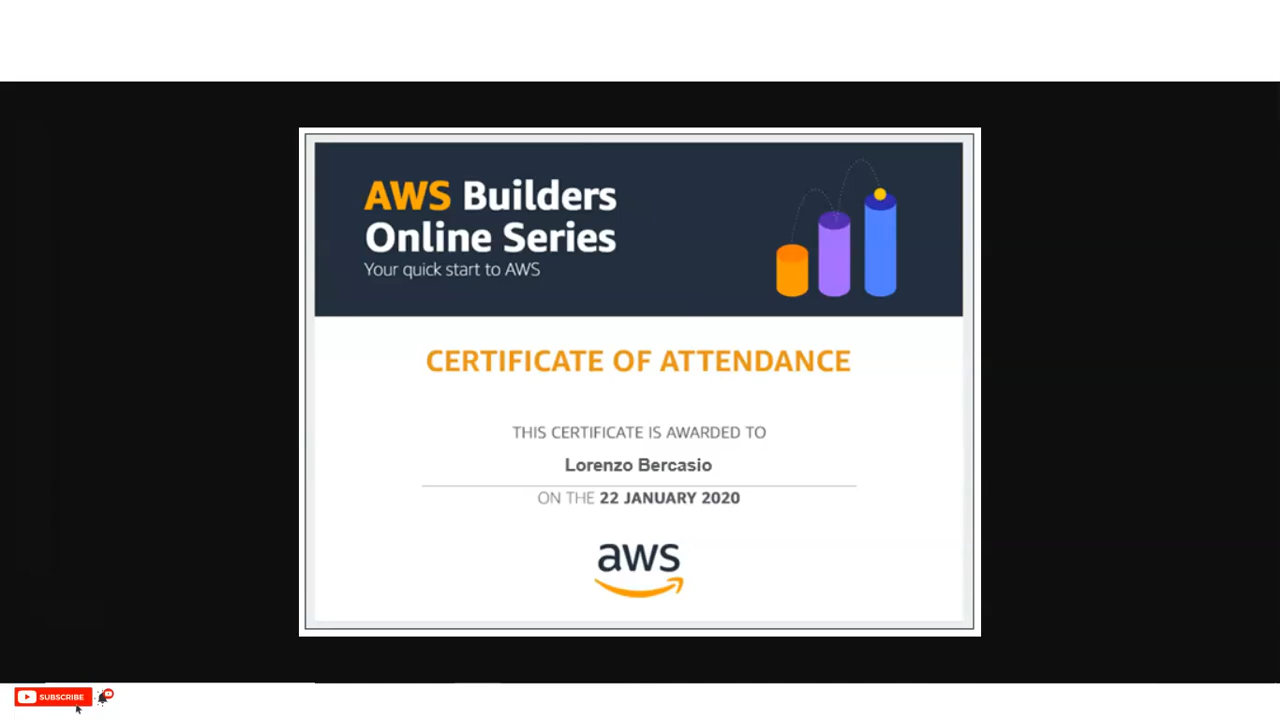 AWS Builders
Online Series
Your quick start to AWS
CERTIFICATE OF ATTENDANCE
THIS CERTIFICATE IS AWARDED TO
Lorenzo Bercasio
ON THE 22 JANUARY 2020
aws
SUBSCRIBE